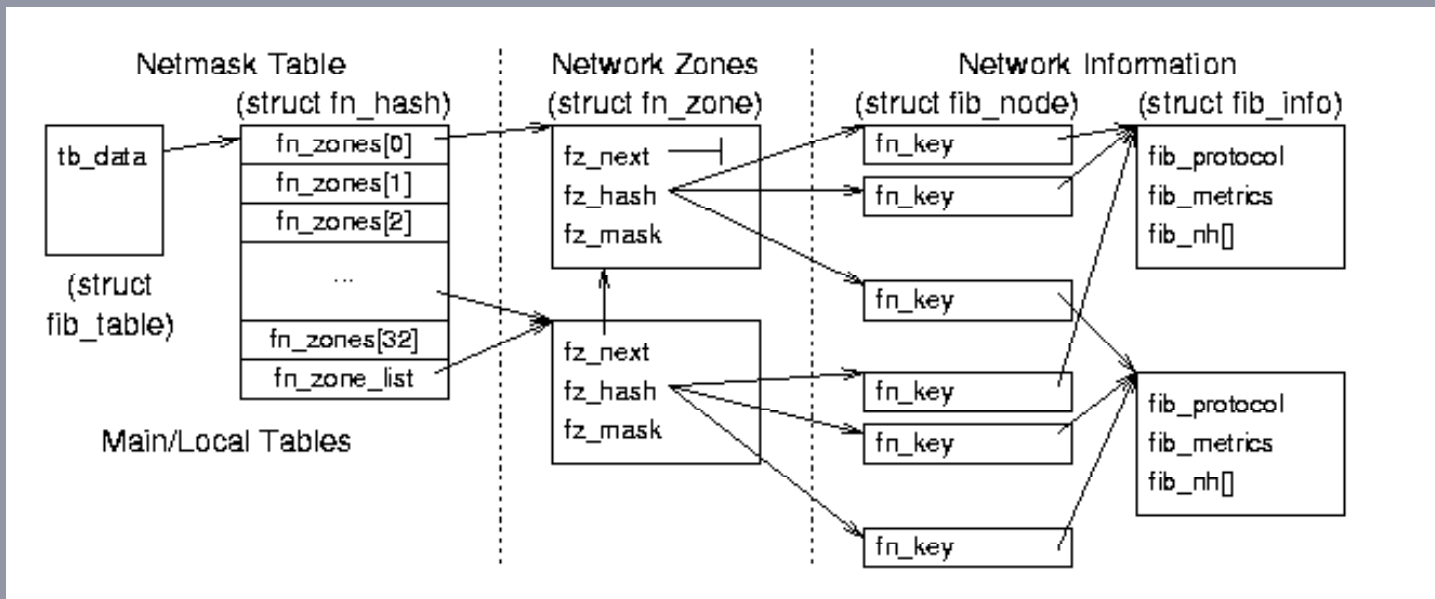 Netmask Table
(struct fn_hash)
Network Zones
(struct fn_zone)
Network Information
(struct fib_node)
(struct fib_info)
tb_data
(struct
fib_table)
fn_zones[0]
fn_zones[1]
fn_zones[2]
...
fn_zones[32]
fn_zone_list
Main/Local Tables
fz_next
fz_hash
fz_mask
fz_next
fz_hash
fz_mask
fn_key
fn_key
fn_key
fn_key
fn_key
fn_key
fib_protocol
fib_metrics
fib_nh[]
fib_protocol
fib_metrics
fib_nh[]